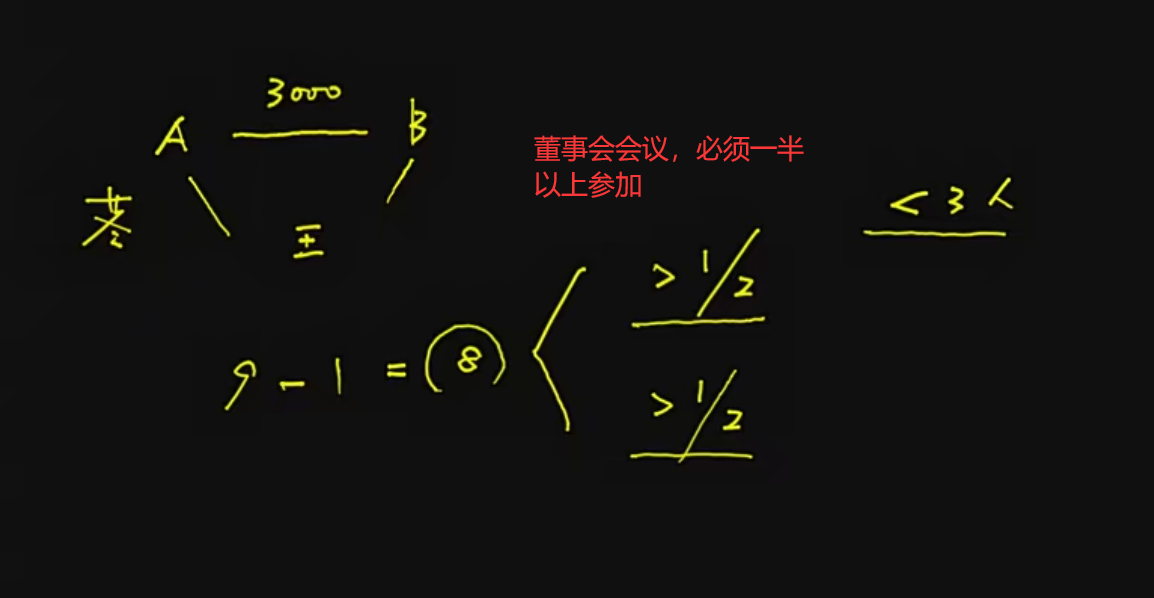 3000
A B
董事会会议，必须一半
以上参加
< 3 人
王
> 1/2
9 - 1 = 8
> 1/2